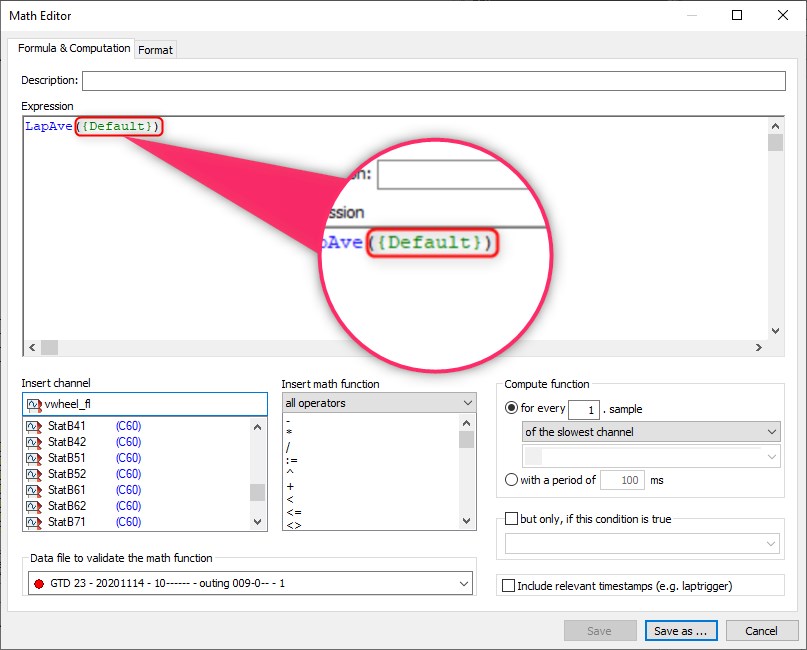 Math Editor
Formula & Computation Format
Description:
Expression
LapAve({Default})
on:
ession
pAve({Default})
Insert channel
vwheel_fl
StatB41 (C60)
StatB42 (C60)
StatB51 (C60)
StatB52 (C60)
StatB61 (C60)
StatB62 (C60)
StatB71 (C60)
Insert math function
all operators
-
*
/
:=
^
+
<
<=
<>
Compute function
for every 1 . sample
of the slowest channel
with a period of 100 ms
but only, if this condition is true
Data file to validate the math function
GTD 23 - 20201114 - 10------ - outing 009-0-- - 1
Include relevant timestamps (e.g. laptrigger)
Save Save as ... Cancel